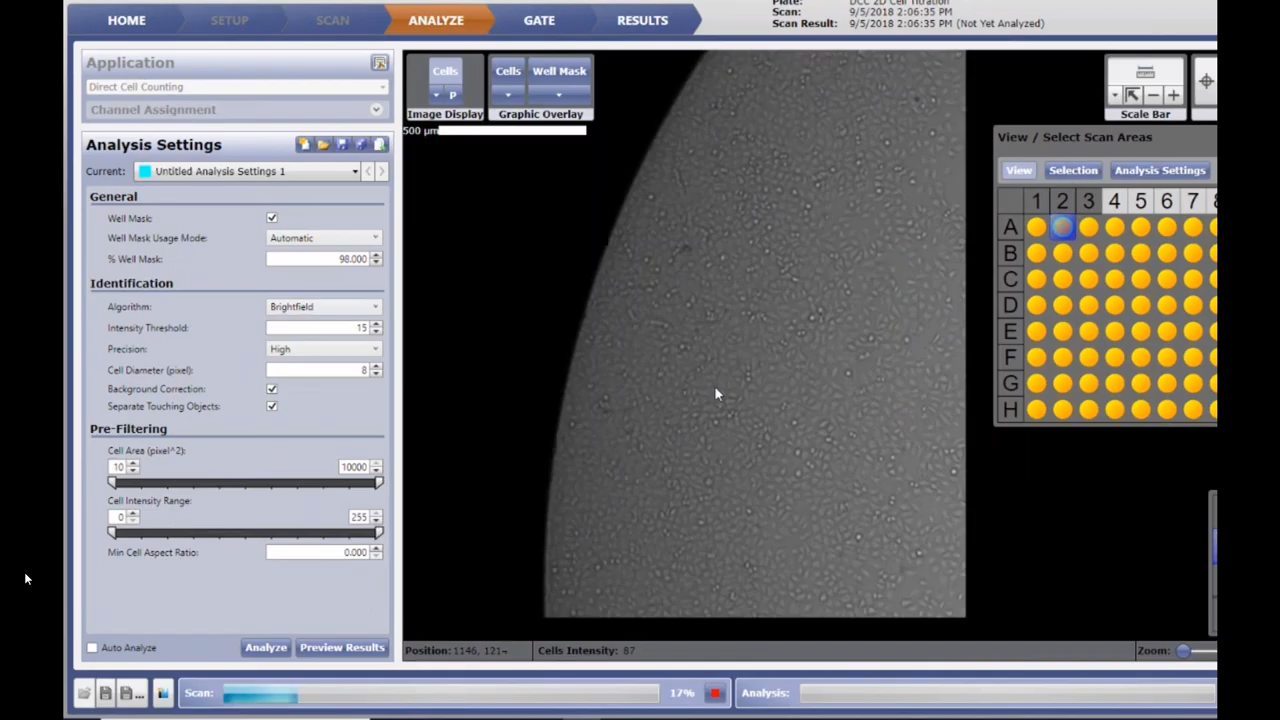 HOME SETUP SCAN ANALYZE GATE RESULTS
Plate: DCC 2D Cell Titration
Scan: 9/5/2018 2:06:35 PM
Scan Result: 9/5/2018 2:06:35 PM (Not Yet Analyzed)
Application
Direct Cell Counting
Channel Assignment
Analysis Settings
Current: Untitled Analysis Settings 1
General
Well Mask:
Well Mask Usage Mode: Automatic
% Well Mask: 98.000
Identification
Algorithm: Brightfield
Intensity Threshold: 15
Precision: High
Cell Diameter (pixel): 8
Background Correction:
Separate Touching Objects:
Pre-Filtering
Cell Area (pixel^2):
10 10000
Cell Intensity Range:
0 255
Min Cell Aspect Ratio: 0.000
Auto Analyze Analyze Preview Results
Cells Cells Well Mask
P
Image Display Graphic Overlay
500 µm
Scale Bar
View / Select Scan Areas
View Selection Analysis Settings
1 2 3 4 5 6 7 8
A
B
C
D
E
F
G
H
Position: 1146, 121¬ Cells Intensity: 87 Zoom:
Scan: 17% Analysis: